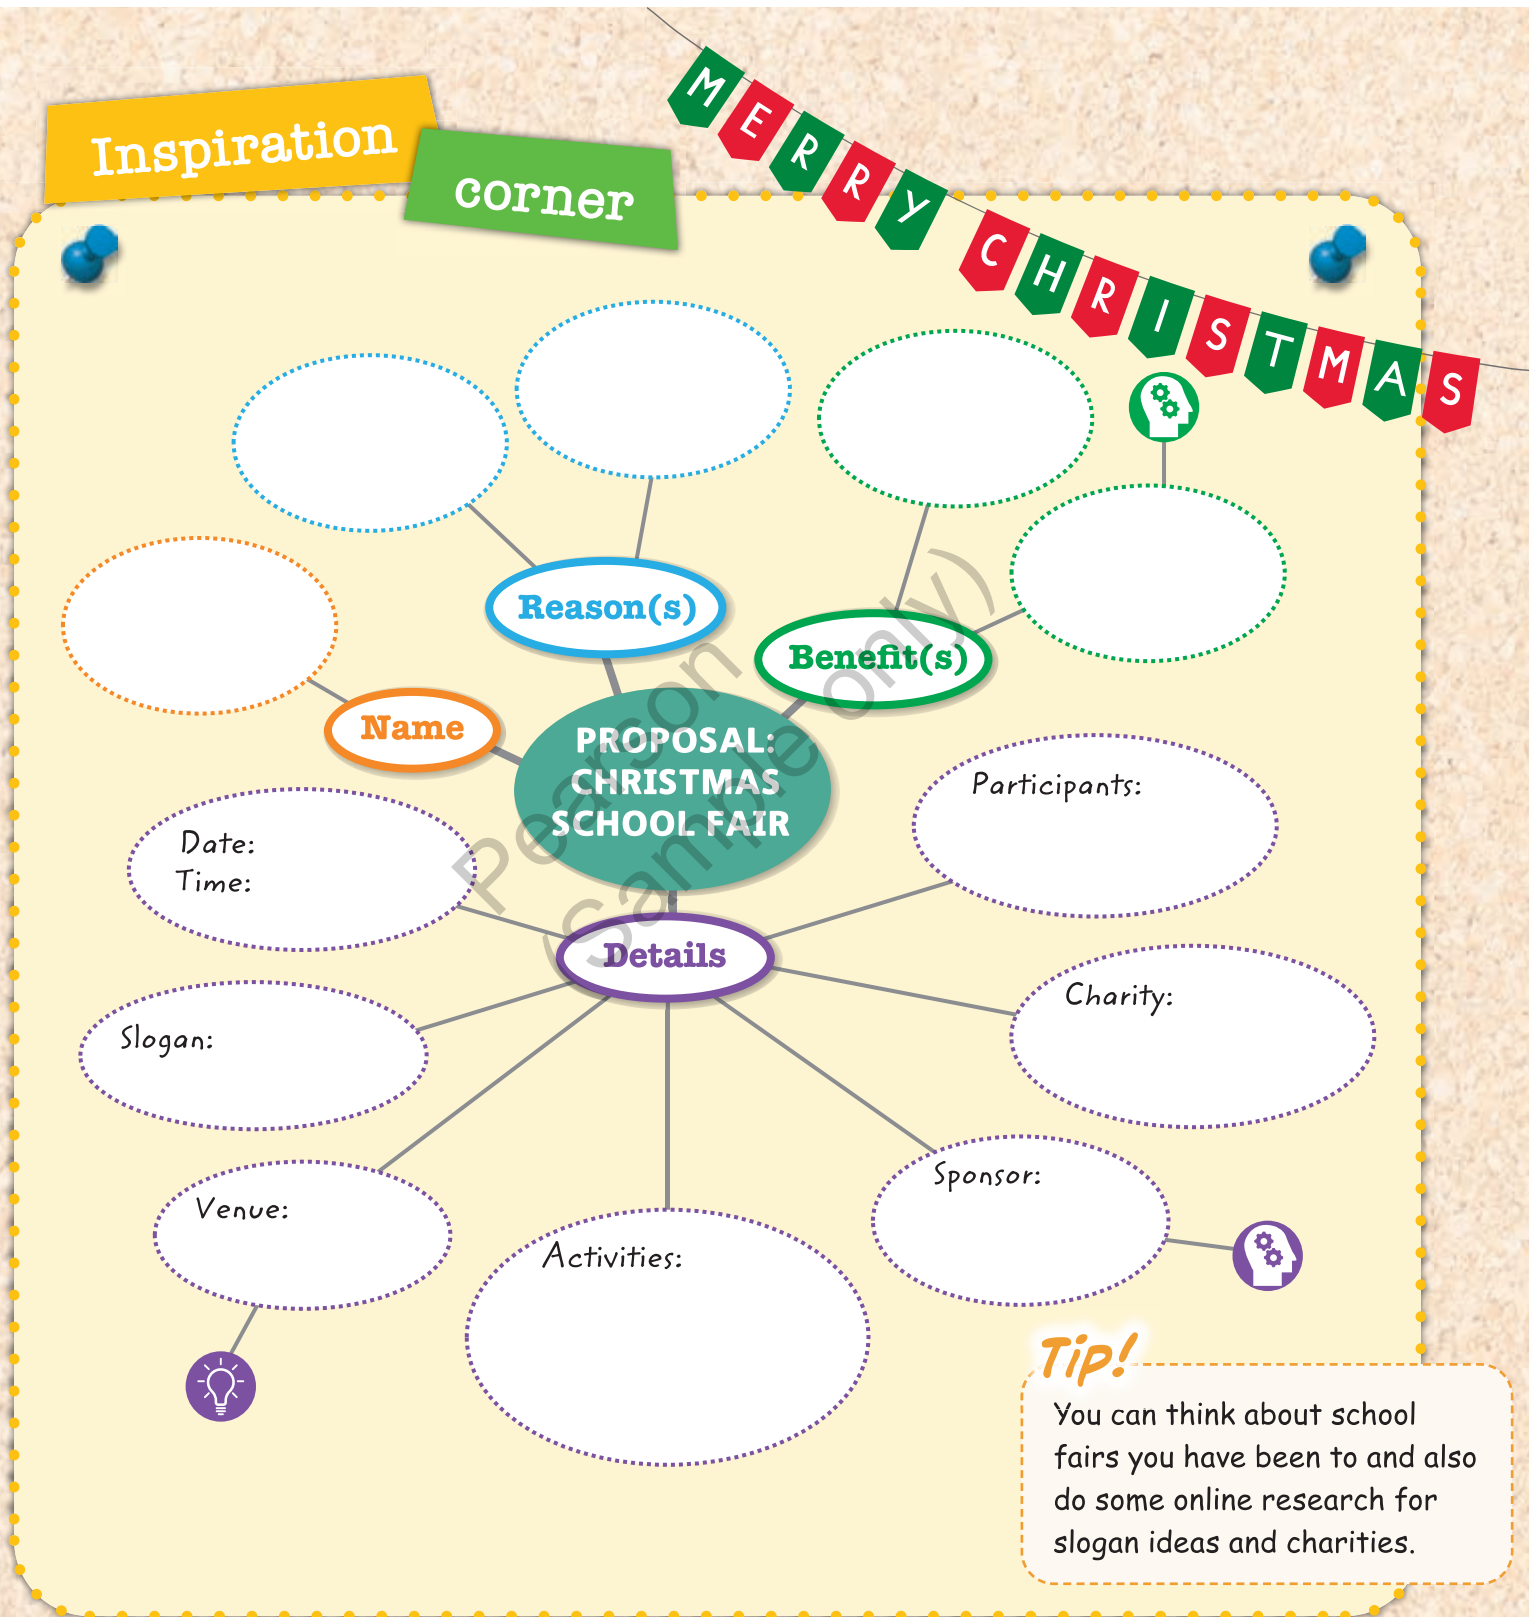 Inspiration
corner
MERRY CHRISTMAS
Reason(s)
Benefit(s)
Name
PROPOSAL:
CHRISTMAS
SCHOOL FAIR
Participants:
Date:
Time:
Details
Charity:
Slogan:
Sponsor:
Venue:
Activities:
Tip!
You can think about school
fairs you have been to and also
do some online research for
slogan ideas and charities.
Pearson
(Sample only)